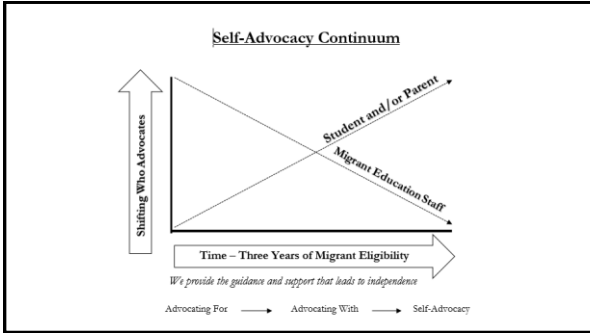 Self-Advocacy Continuum
Shifting Who Advocates
Student and/or Parent
Migrant Education Staff
Time – Three Years of Migrant Eligibility
We provide the guidance and support that leads to independence
Advocating For Advocating With Self-Advocacy